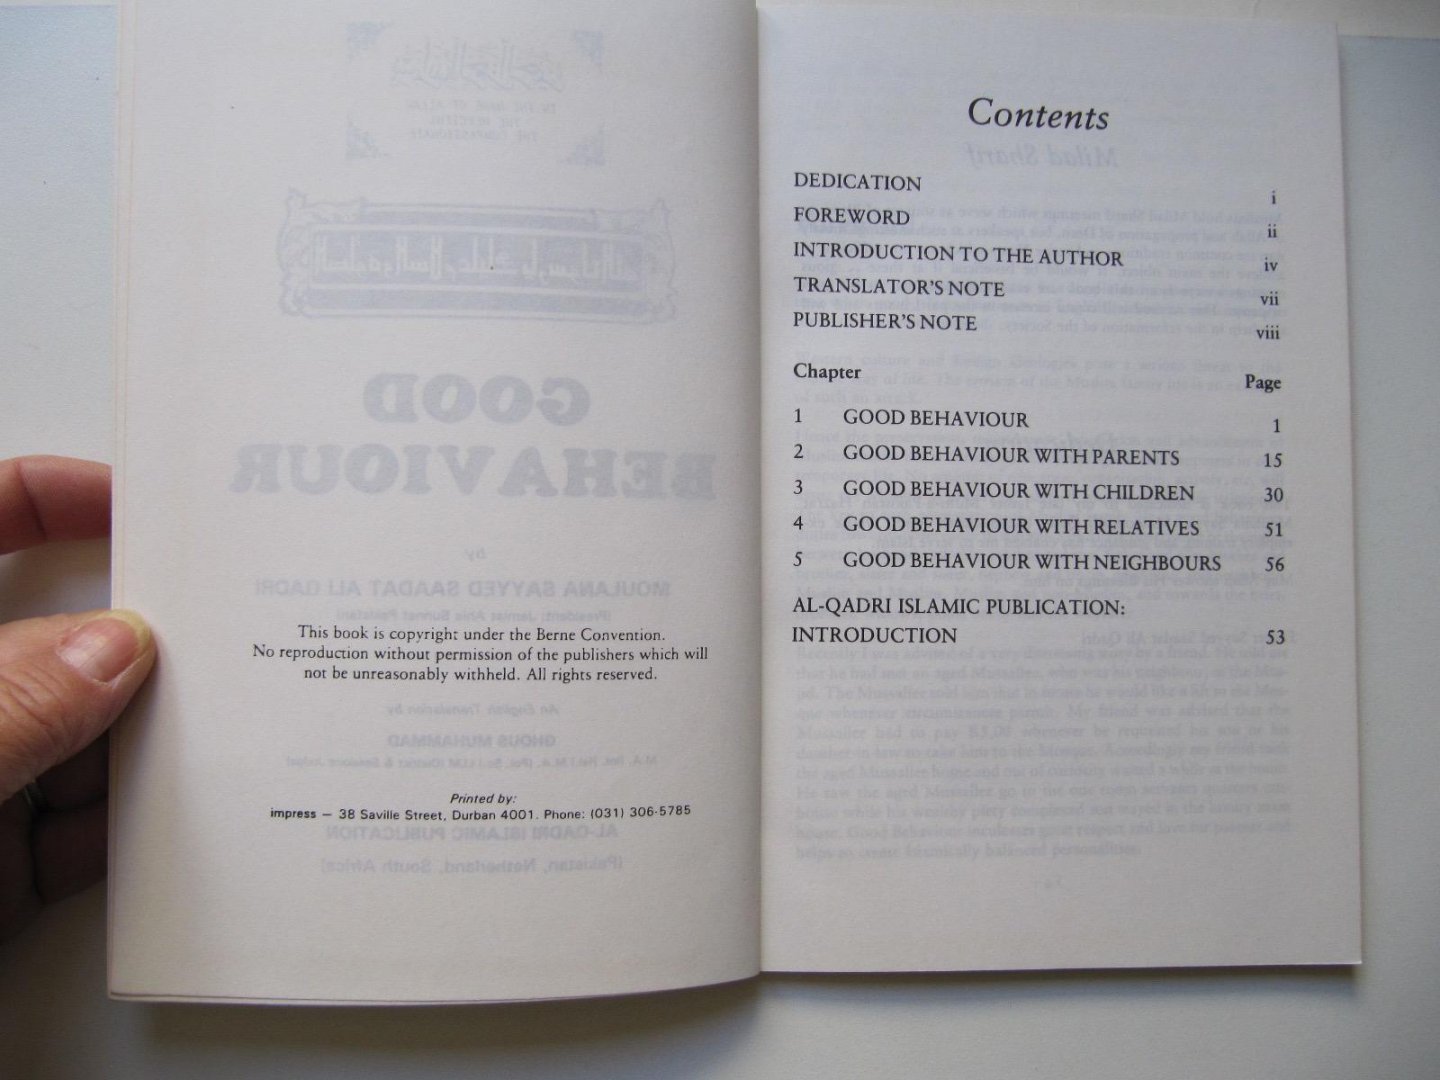 This book is copyright under the Berne Convention.
No reproduction without permission of the publishers which will
not be unreasonably withheld. All rights reserved.
Printed by:
impress – 38 Saville Street, Durban 4001. Phone: (031) 306-5785
Contents
DEDICATION i
FOREWORD ii
INTRODUCTION TO THE AUTHOR iv
TRANSLATOR'S NOTE vii
PUBLISHER'S NOTE viii
Chapter Page
1 GOOD BEHAVIOUR 1
2 GOOD BEHAVIOUR WITH PARENTS 15
3 GOOD BEHAVIOUR WITH CHILDREN 30
4 GOOD BEHAVIOUR WITH RELATIVES 51
5 GOOD BEHAVIOUR WITH NEIGHBOURS 56
AL-QADRI ISLAMIC PUBLICATION:
INTRODUCTION 53